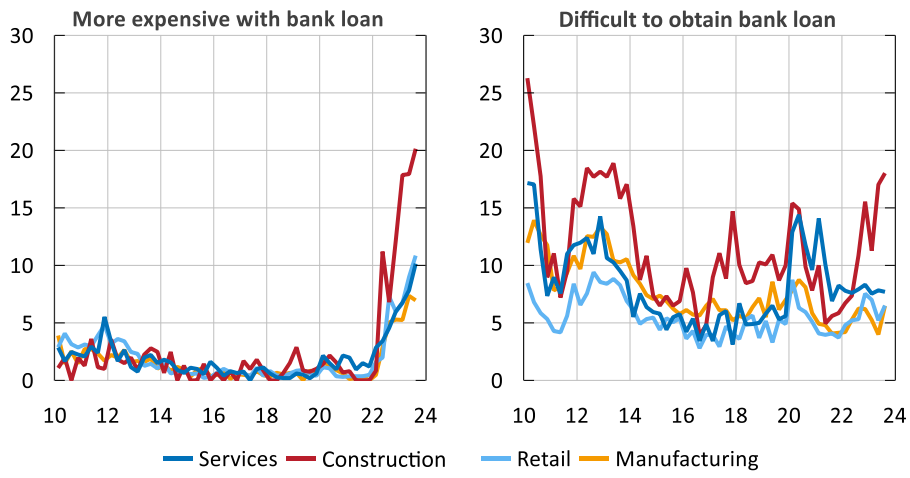 More expensive with bank loan
30
25
20
15
10
5
0
10 12 14 16 18 20 22 24
Difficult to obtain bank loan
30
25
20
15
10
5
0
10 12 14 16 18 20 22 24
Services Construction Retail Manufacturing